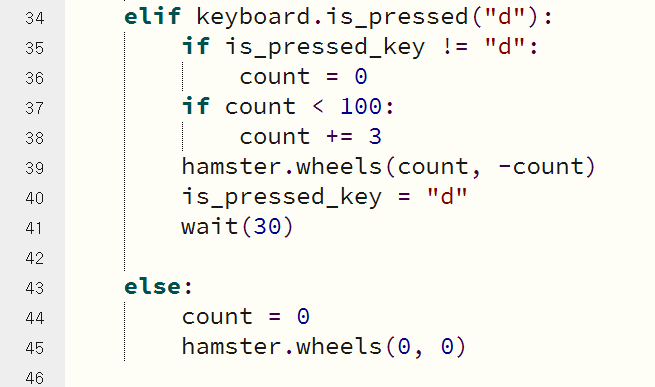 34 elif keyboard.is_pressed("d"):
35 if is_pressed_key != "d":
36 count = 0
37 if count < 100:
38 count += 3
39 hamster.wheels(count, -count)
40 is_pressed_key = "d"
41 wait(30)
42
43 else:
44 count = 0
45 hamster.wheels(0, 0)
46